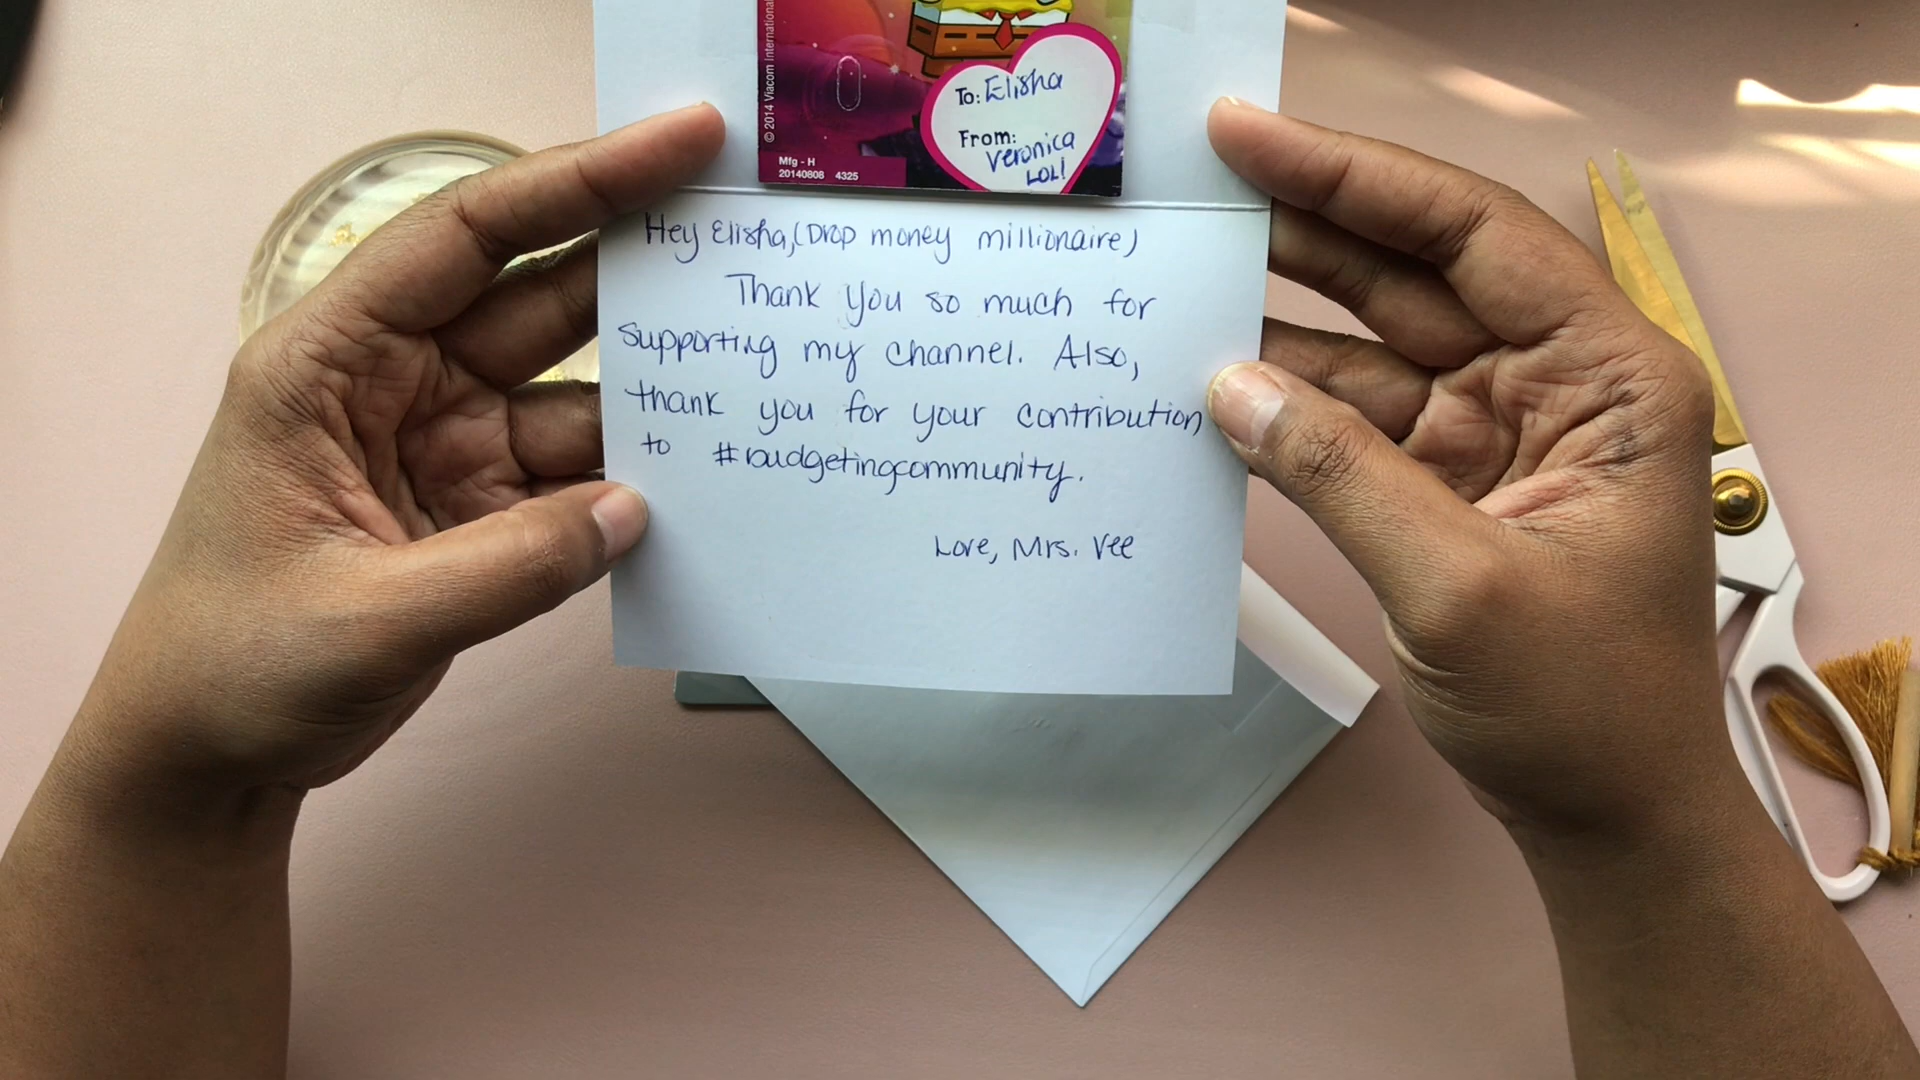 © 2014 Viacom International
To: Elisha
From:
Veronica
LOL!
Mfg - H
20140808 4325
Hey Elisha, (Drop money millionaire)
Thank you so much for
supporting my channel. Also,
thank you for your contribution
to #budgetingcommunity.
Love, Mrs. Vee